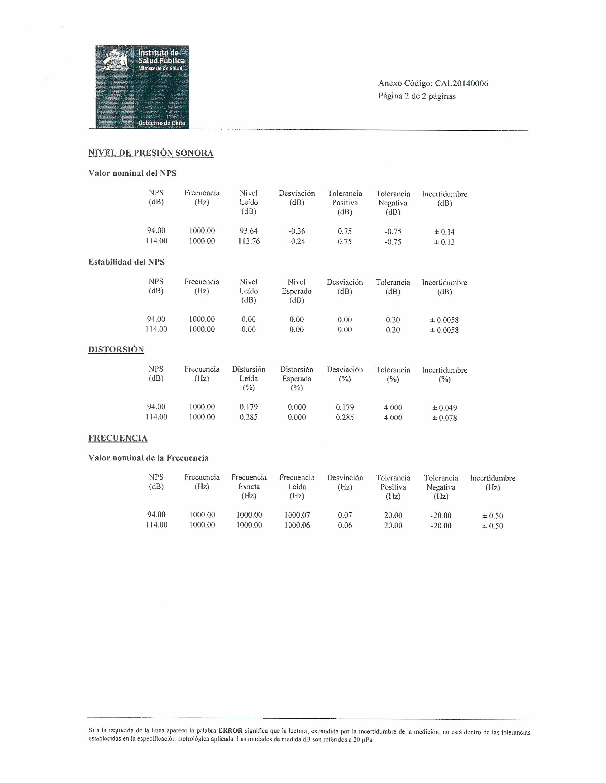 Instituto de
Salud Pública
Ministerio de Salud
Gobierno de Chile
Anexo Código: CAL20140006
Página 2 de 2 páginas
NIVEL DE PRESIÓN SONORA
Valor nominal del NPS
NPS Frecuencia Nivel Desviación Tolerancia Tolerancia Incertidumbre
(dB) (Hz) Leído (dB) Positiva Negativa (dB)
(dB) (dB) (dB)
94.00 1000.00 93.64 -0.36 0.75 -0.75 ± 0.14
114.00 1000.00 113.76 -0.24 0.75 -0.75 ± 0.13
Estabilidad del NPS
NPS Frecuencia Nivel Nivel Desviación Tolerancia Incertidumbre
(dB) (Hz) Leído Esperado (dB) (dB) (dB)
(dB) (dB)
94.00 1000.00 0.00 0.00 0.00 0.30 ± 0.0058
114.00 1000.00 0.00 0.00 0.00 0.30 ± 0.0058
DISTORSIÓN
NPS Frecuencia Distorsión Distorsión Desviación Tolerancia Incertidumbre
(dB) (Hz) Leída Esperado (%) (%) (%)
(%) (%)
94.00 1000.00 0.179 0.000 0.179 4.000 ± 0.049
114.00 1000.00 0.285 0.000 0.285 4.000 ± 0.078
FRECUENCIA
Valor nominal de la Frecuencia
NPS Frecuencia Frecuencia Frecuencia Desviación Tolerancia Tolerancia Incertidumbre
(dB) (Hz) Exacta Leída (Hz) Positiva Negativa (Hz)
(Hz) (Hz) (Hz) (Hz)
94.00 1000.00 1000.00 1000.07 0.07 20.00 -20.00 ± 0.50
114.00 1000.00 1000.00 1000.06 0.06 20.00 -20.00 ± 0.50
Si a la izquierda de la línea aparece la palabra ERROR significa que la lectura, expandida por la incertidumbre de la medición, no está dentro de las tolerancias
establecidas en la especificación metrológica aplicada. Las unidades de medida dB son referidos a 20 µPa.